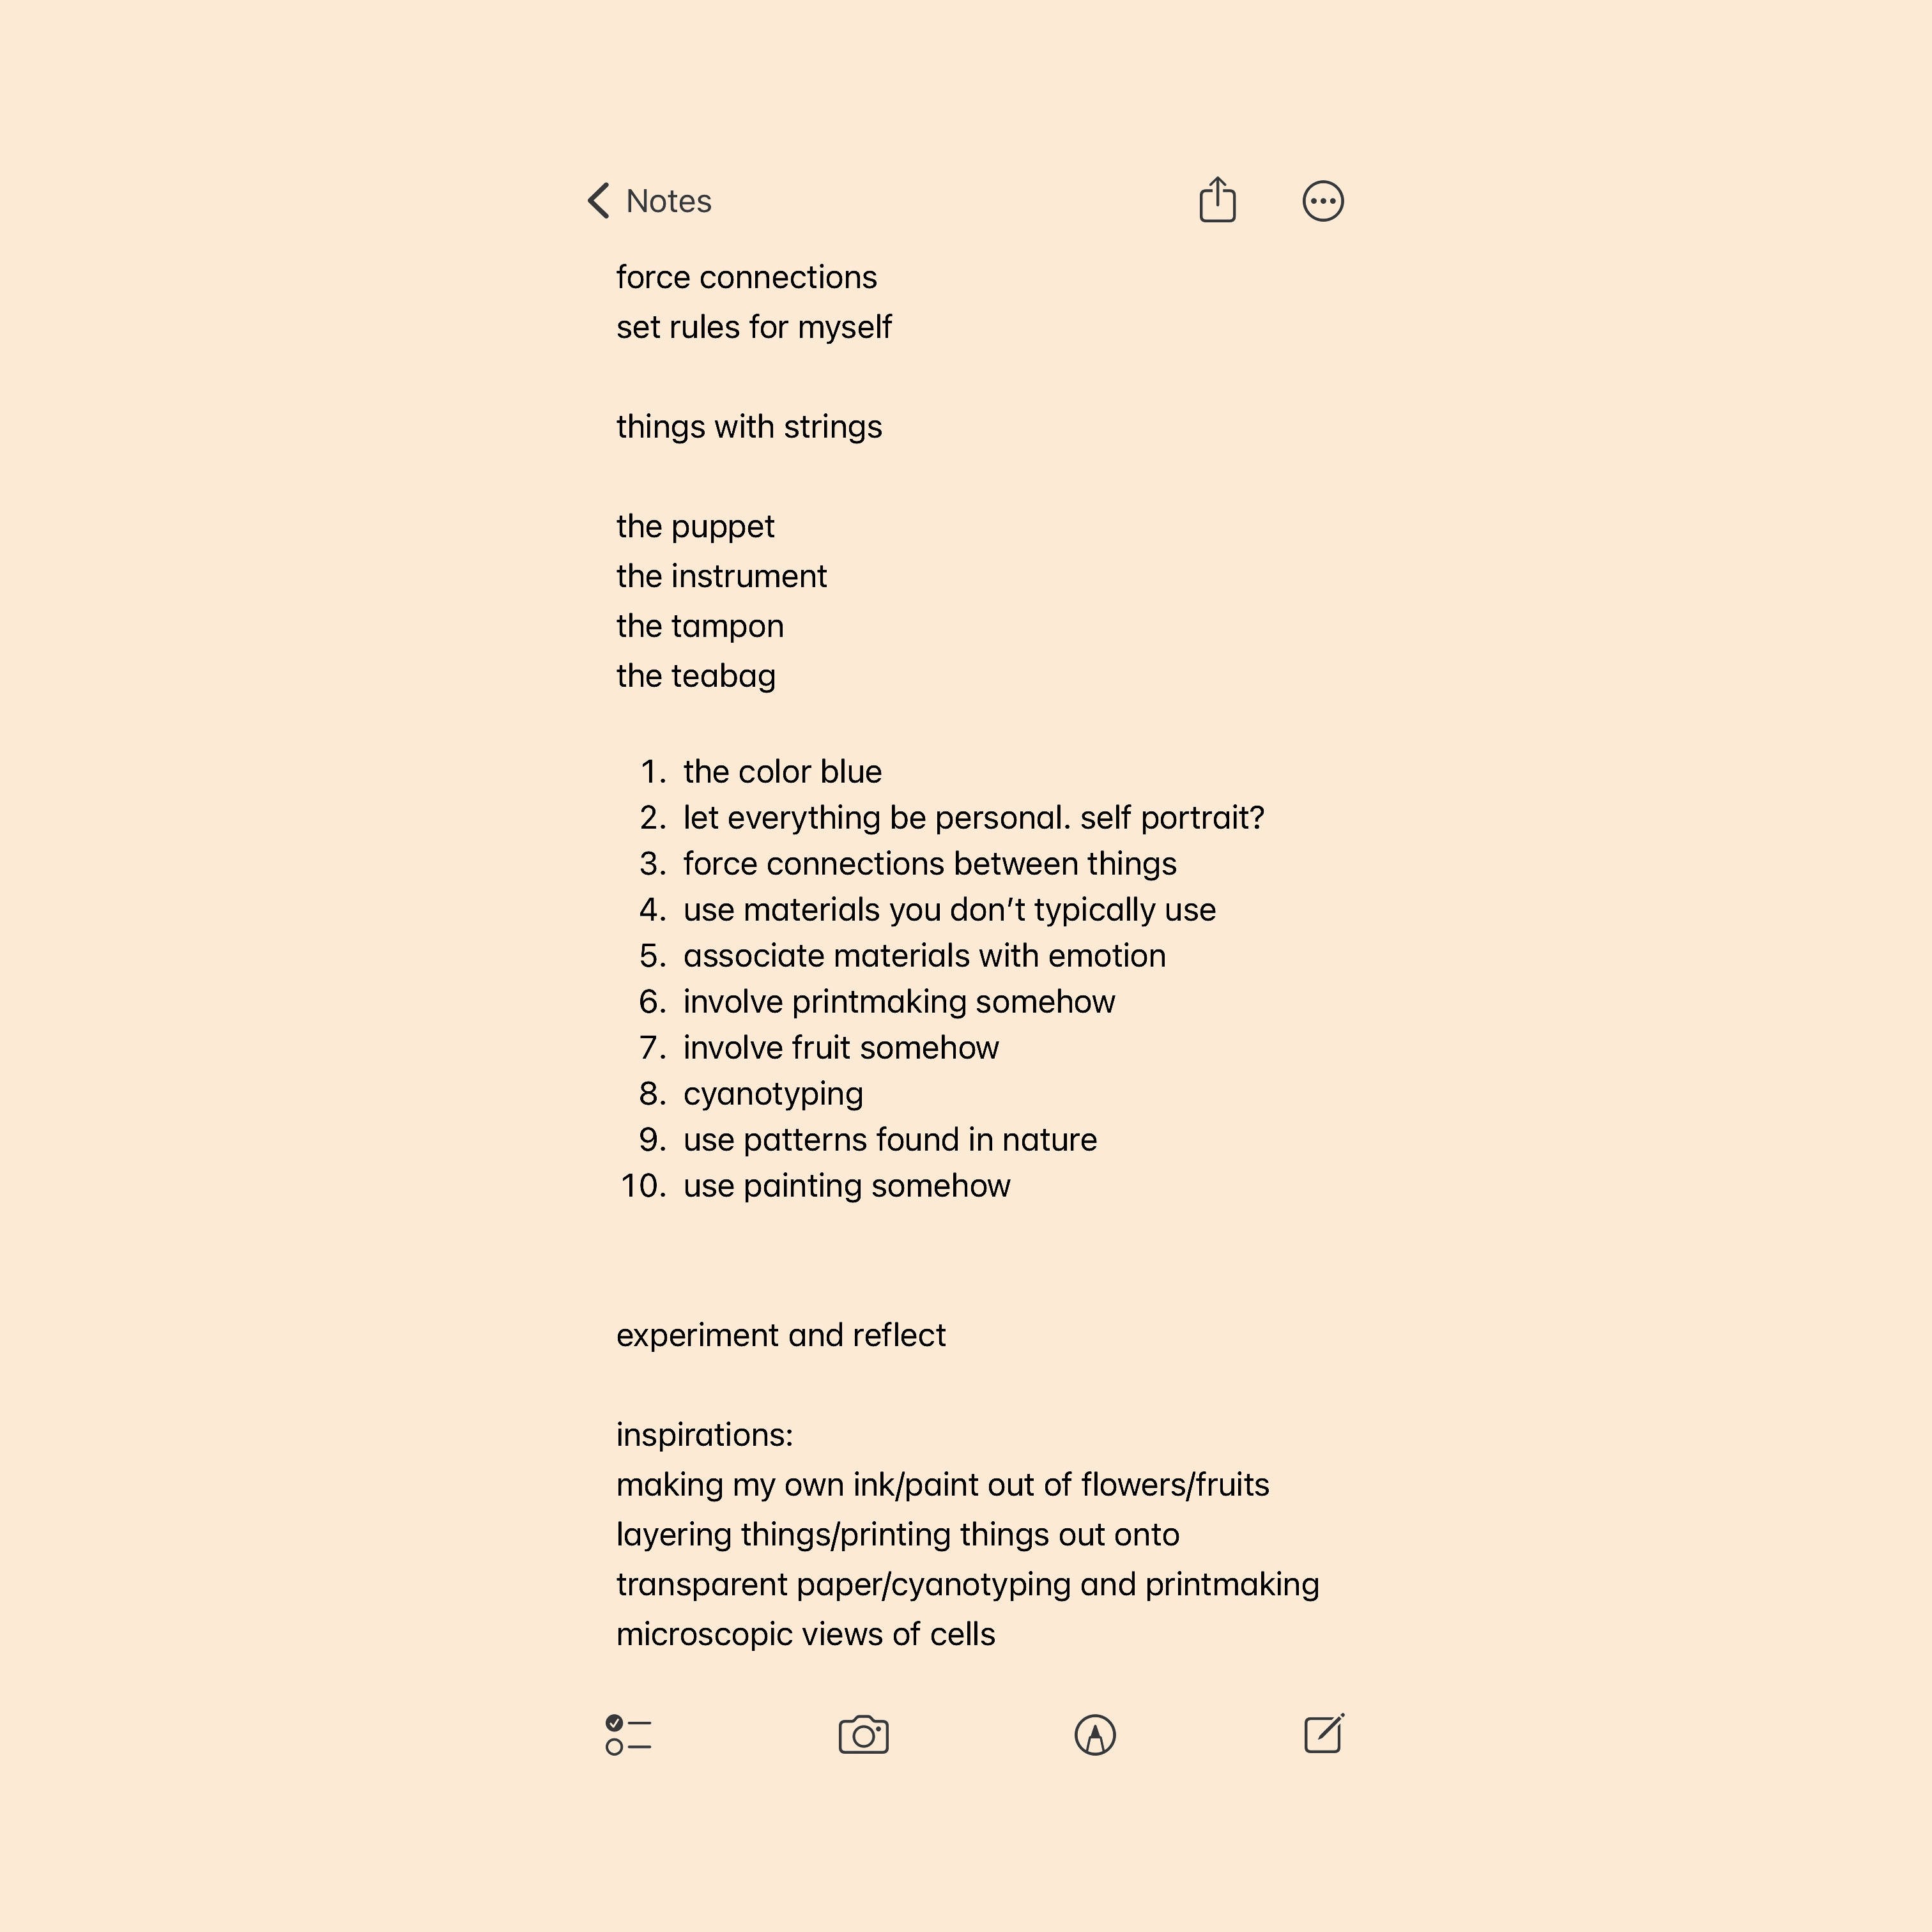 Notes
force connections
set rules for myself
things with strings
the puppet
the instrument
the tampon
the teabag
1. the color blue
2. let everything be personal. self portrait?
3. force connections between things
4. use materials you don’t typically use
5. associate materials with emotion
6. involve printmaking somehow
7. involve fruit somehow
8. cyanotyping
9. use patterns found in nature
10. use painting somehow
experiment and reflect
inspirations:
making my own ink/paint out of flowers/fruits
layering things/printing things out onto
transparent paper/cyanotyping and printmaking
microscopic views of cells